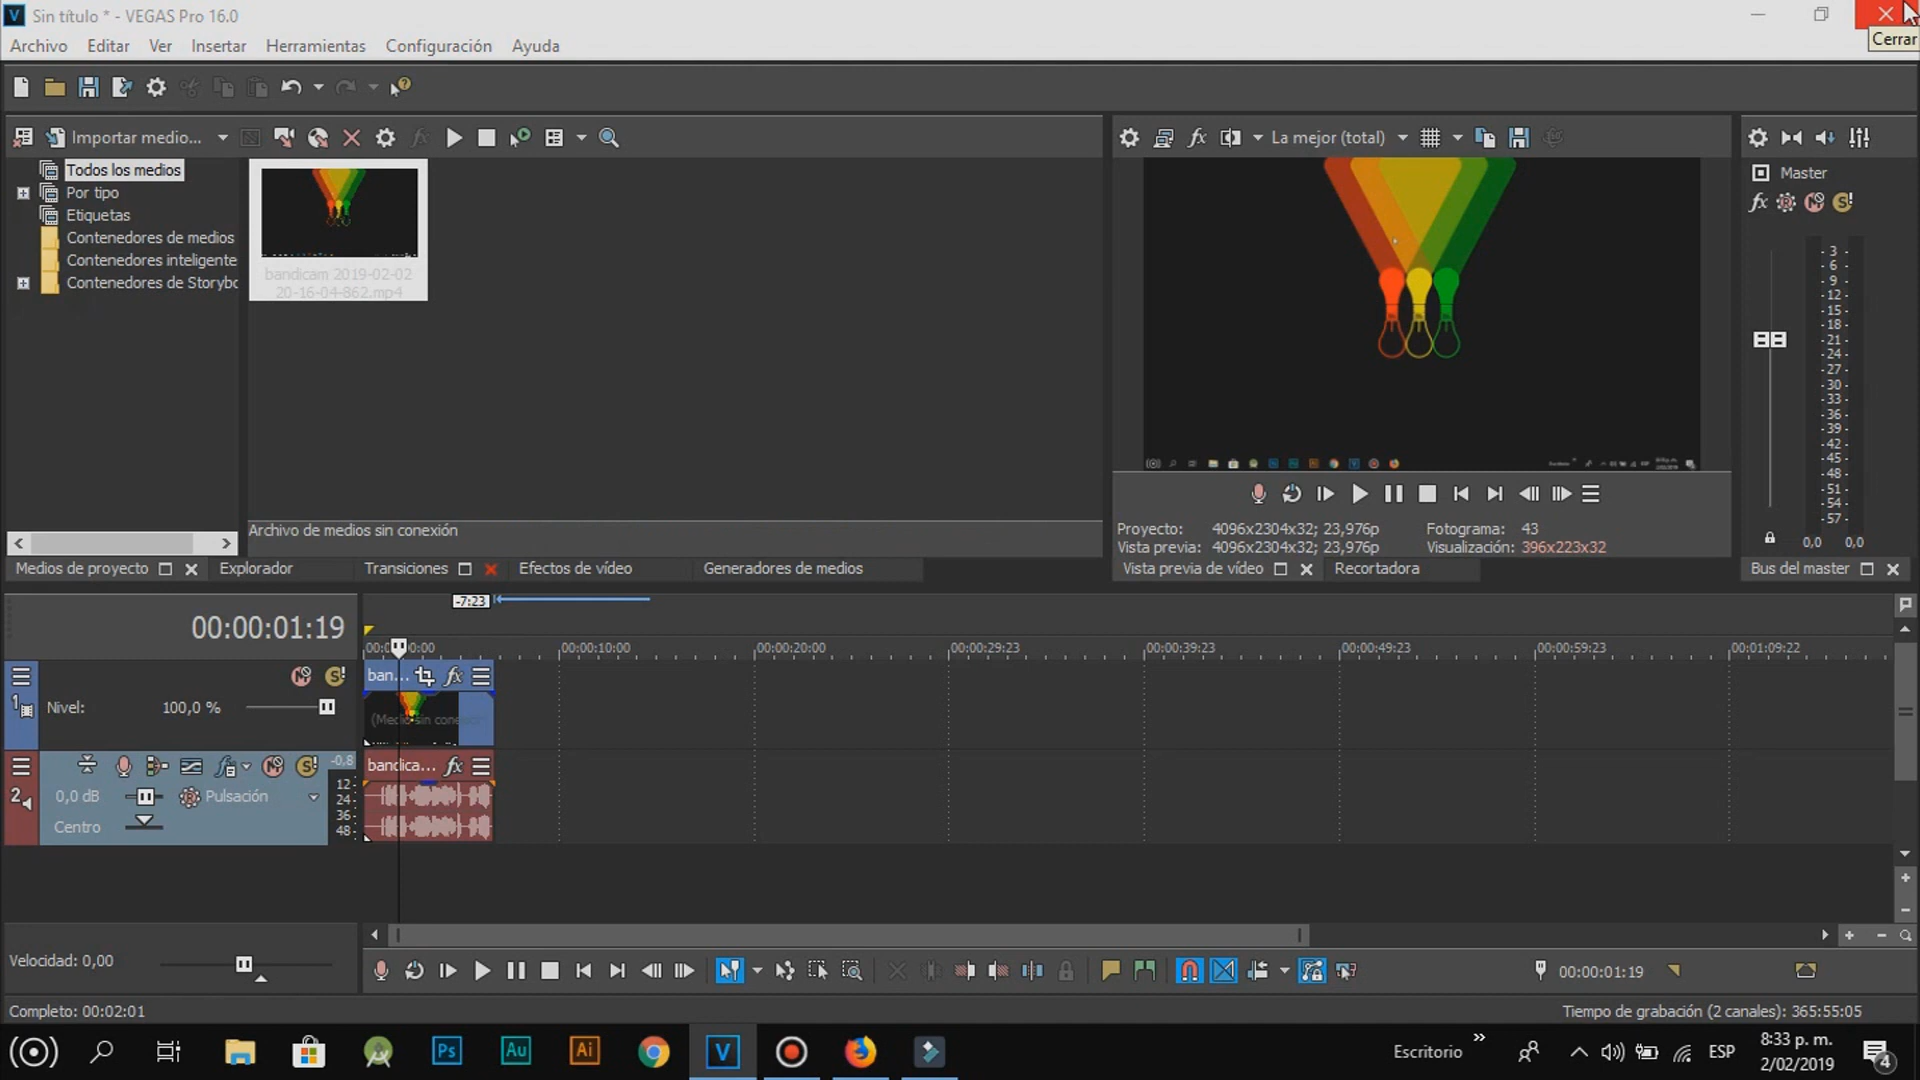 Sin título * - VEGAS Pro 16.0
Cerrar
Archivo Editar Ver Insertar Herramientas Configuración Ayuda
Importar medio...
La mejor (total)
Todos los medios
Por tipo
Etiquetas
Contenedores de medios
Contenedores inteligente
Contenedores de Storybo
bandicam 2019-02-02
20-16-04-862.mp4
Master
-3-
-6-
-9-
-12-
-15-
-18-
-21-
-24-
-27-
-30-
-33-
-36-
-39-
-42-
-45-
-48-
-51-
-54-
-57-
0,0 0,0
Archivo de medios sin conexión
Proyecto: 4096x2304x32; 23,976p Fotograma: 43
Vista previa: 4096x2304x32; 23,976p Visualización: 396x223x32
Medios de proyecto Explorador Transiciones Efectos de vídeo Generadores de medios
Vista previa de vídeo Recortadora Bus del master
-7:23
00:00:01:19
00:00:10:00 00:00:20:00 00:00:29:23 00:00:39:23 00:00:49:23 00:00:59:23 00:01:09:22
1
Nivel: 100,0 %
ban...
(Medio sin cone
2
-0,8
12-
24-
36-
48-
0,0 dB Pulsación
Centro
bandica...
Velocidad: 0,00
00:00:01:19
Completo: 00:02:01
Tiempo de grabación (2 canales): 365:55:05
Ps Au Ai V
Escritorio
ESP
8:33 p. m.
2/02/2019
4